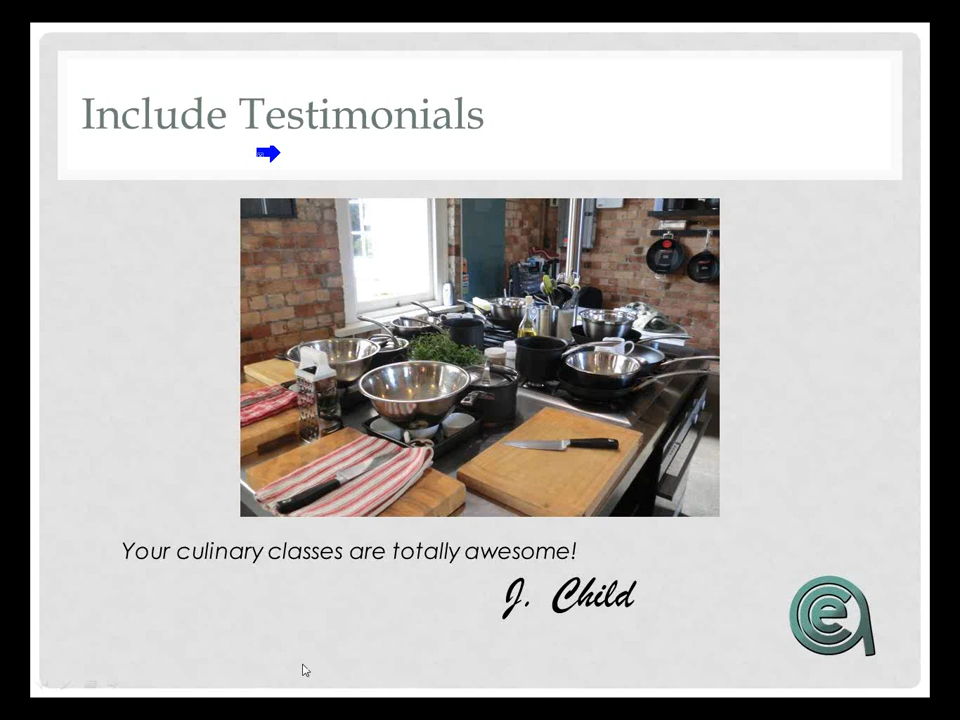 Include Testimonials
Your culinary classes are totally awesome!
J. Child